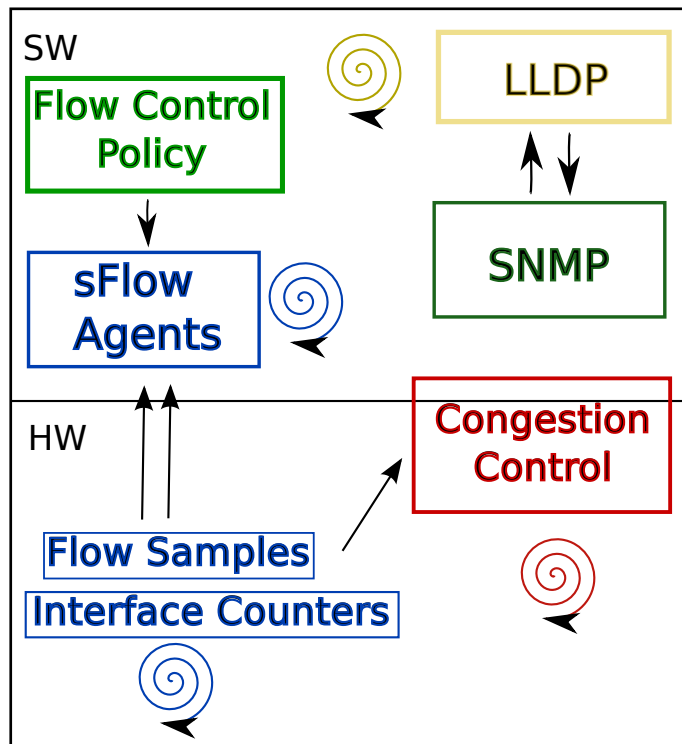 SW
Flow Control
Policy
LLDP
sFlow
Agents
SNMP
HW
Congestion
Control
Flow Samples
Interface Counters